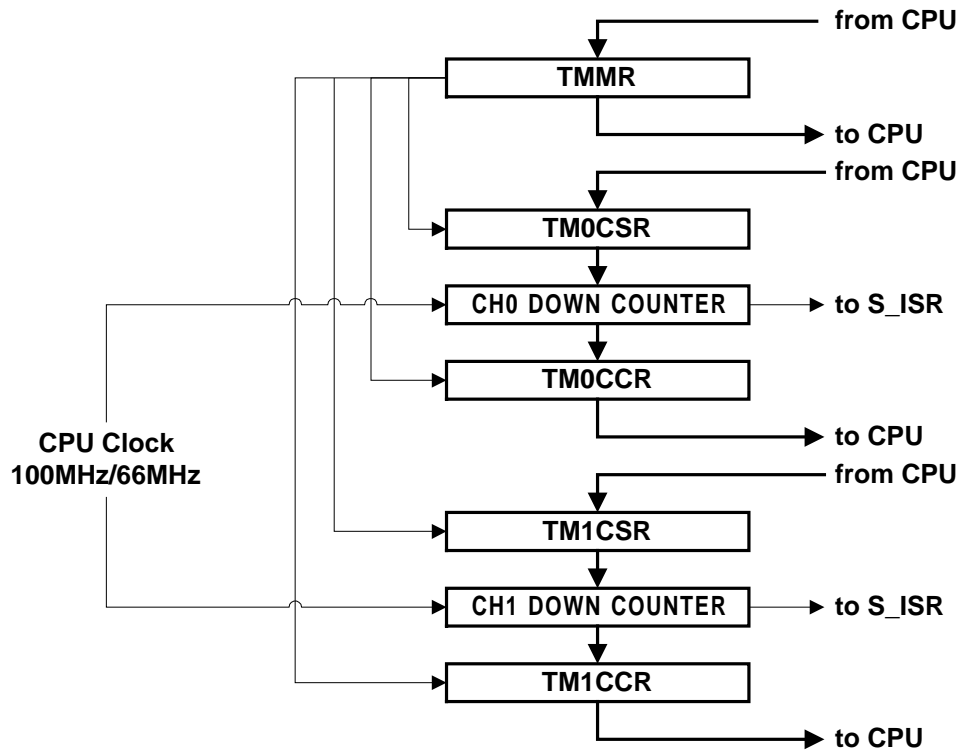 from CPU
TMMR
to CPU
from CPU
TM0CSR
CH0 DOWN COUNTER
to S_ISR
TM0CCR
to CPU
CPU Clock
100MHz/66MHz
from CPU
TM1CSR
CH1 DOWN COUNTER
to S_ISR
TM1CCR
to CPU